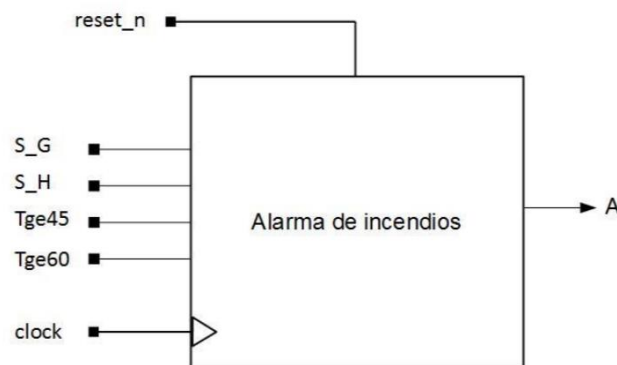 reset_n
S_G
S_H
Tge45
Tge60
clock
Alarma de incendios
A